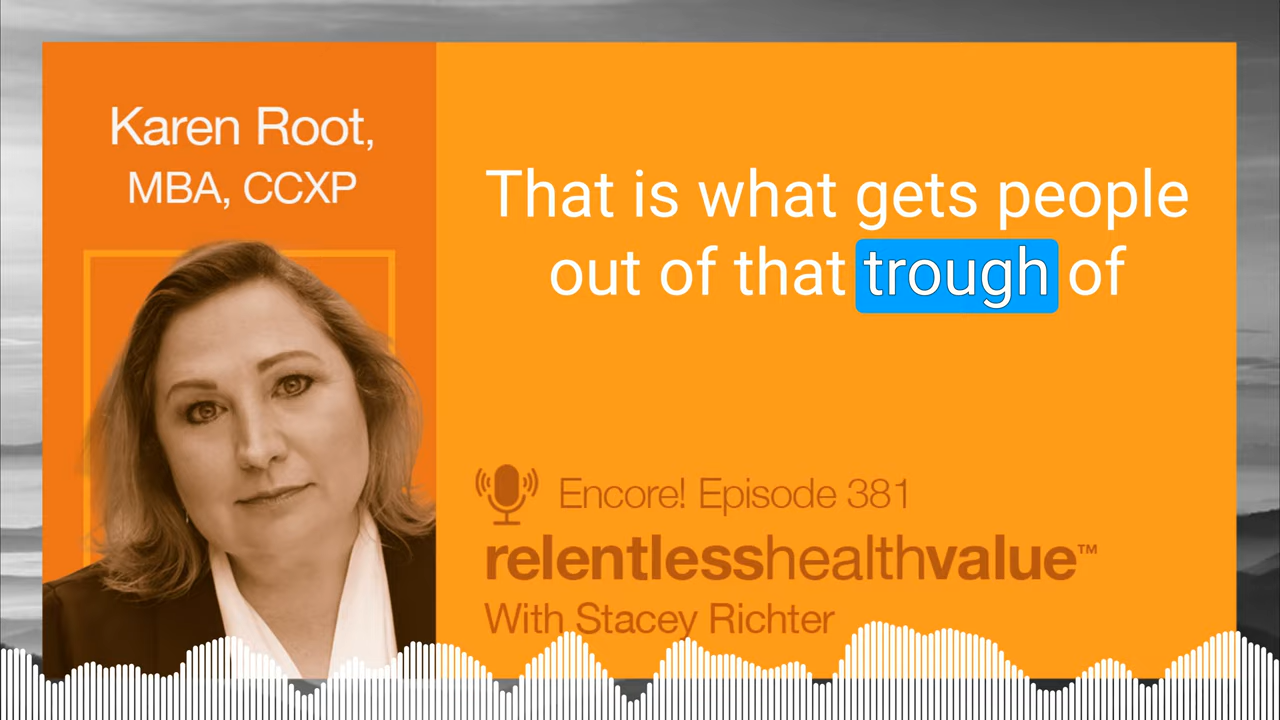 Karen Root,
MBA, CCXP
That is what gets people
out of that trough of
Encore! Episode 381
relentlesshealthvalue™
With Stacey Richter